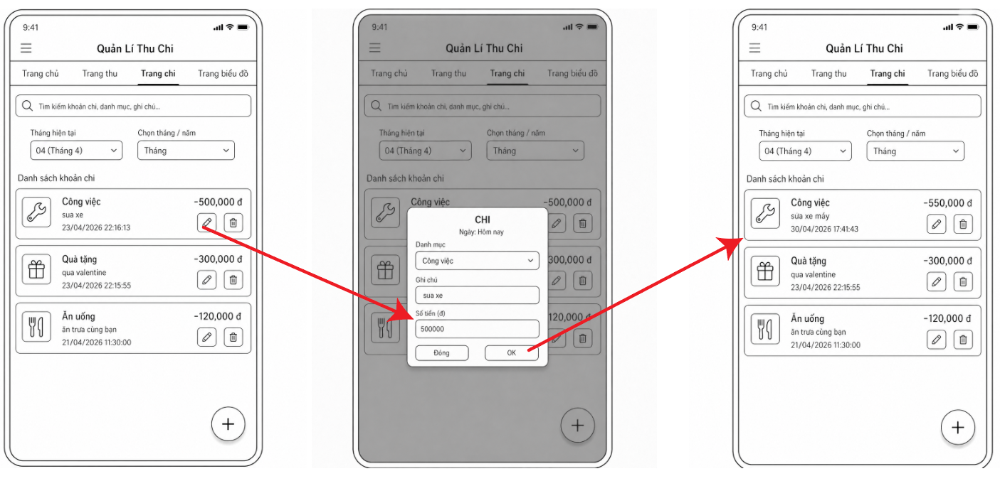 9:41
Quản Lí Thu Chi
Trang chủ Trang thu Trang chi Trang biểu đồ
Tìm kiếm khoản chi, danh mục, ghi chú...
Tháng hiện tại Chọn tháng / năm
04 (Tháng 4) Tháng
Danh sách khoản chi
Công việc -500,000 đ
sua xe
23/04/2026 22:16:13
Quà tặng -300,000 đ
qua valentine
23/04/2026 22:15:55
Ăn uống -120,000 đ
ăn trưa cùng bạn
21/04/2026 11:30:00
+
9:41
Quản Lí Thu Chi
Trang chủ Trang thu Trang chi Trang biểu đồ
Tìm kiếm khoản chi, danh mục, ghi chú...
Tháng hiện tại Chọn tháng / năm
04 (Tháng 4) Tháng
Danh sách khoản chi
Công việc -500,000 đ
CHI
Ngày: Hôm nay
Danh mục
Công việc
300,000 đ
Ghi chú
sua xe
Số tiền (đ)
120,000 đ
500000
Đóng OK
+
9:41
Quản Lí Thu Chi
Trang chủ Trang thu Trang chi Trang biểu đồ
Tìm kiếm khoản chi, danh mục, ghi chú...
Tháng hiện tại Chọn tháng / năm
04 (Tháng 4) Tháng
Danh sách khoản chi
Công việc -550,000 đ
sưa xe máy
30/04/2026 17:41:43
Quà tặng -300,000 đ
qua valentine
23/04/2026 22:15:55
Ăn uống -120,000 đ
ăn trưa cùng bạn
21/04/2026 11:30:00
+